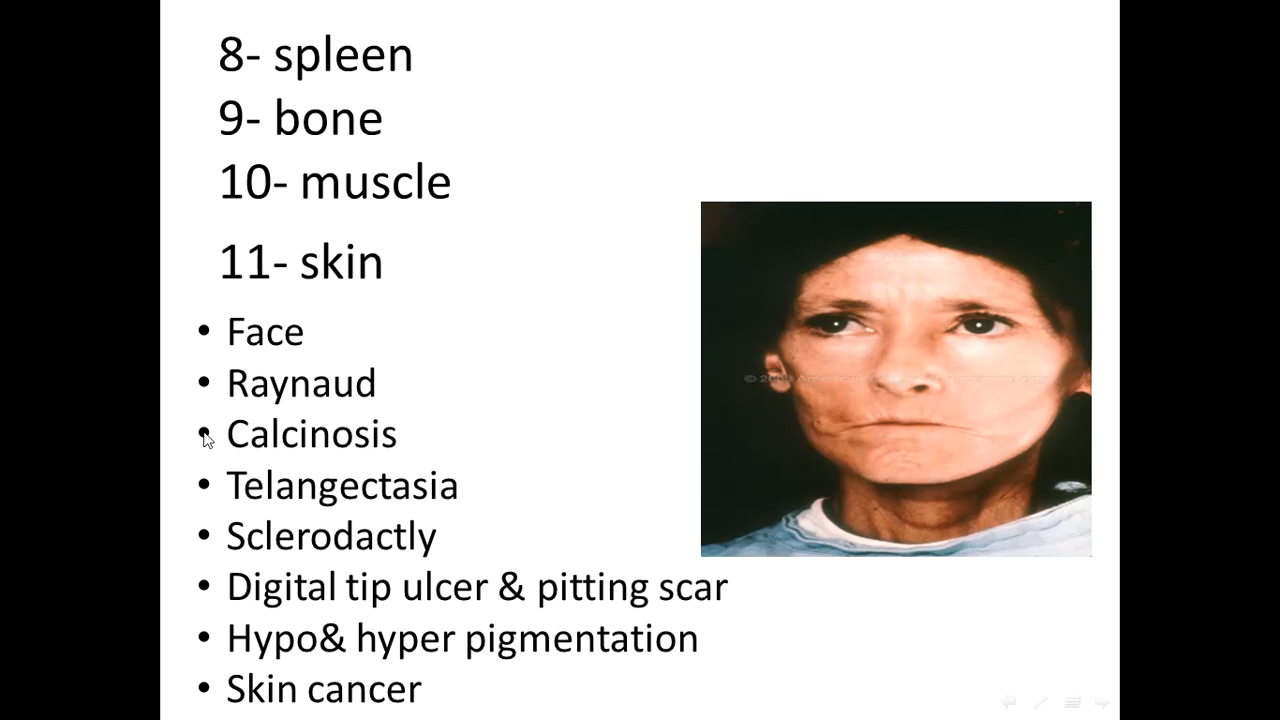 8- spleen
9- bone
10- muscle
11- skin
• Face
• Raynaud
• Calcinosis
• Telangectasia
• Sclerodactly
• Digital tip ulcer & pitting scar
• Hypo& hyper pigmentation
• Skin cancer